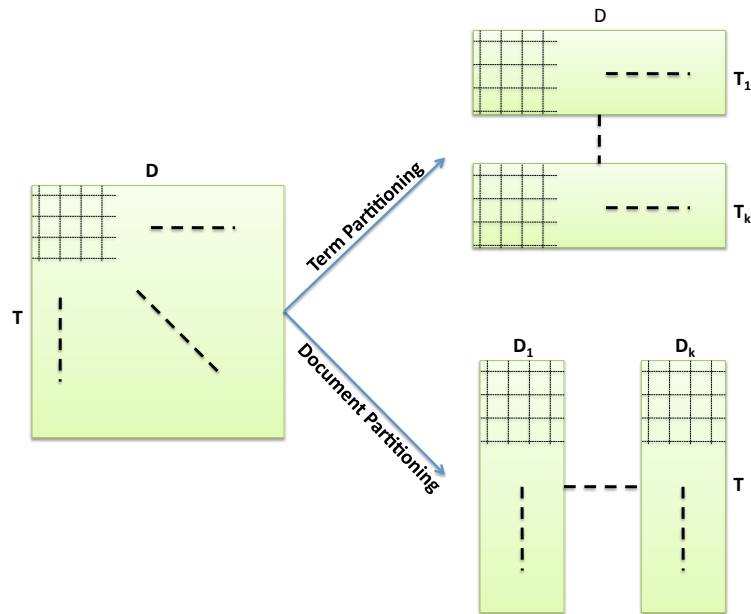 D
T
Term Partitioning
Document Partitioning
D
T1
Tk
D1
Dk
T